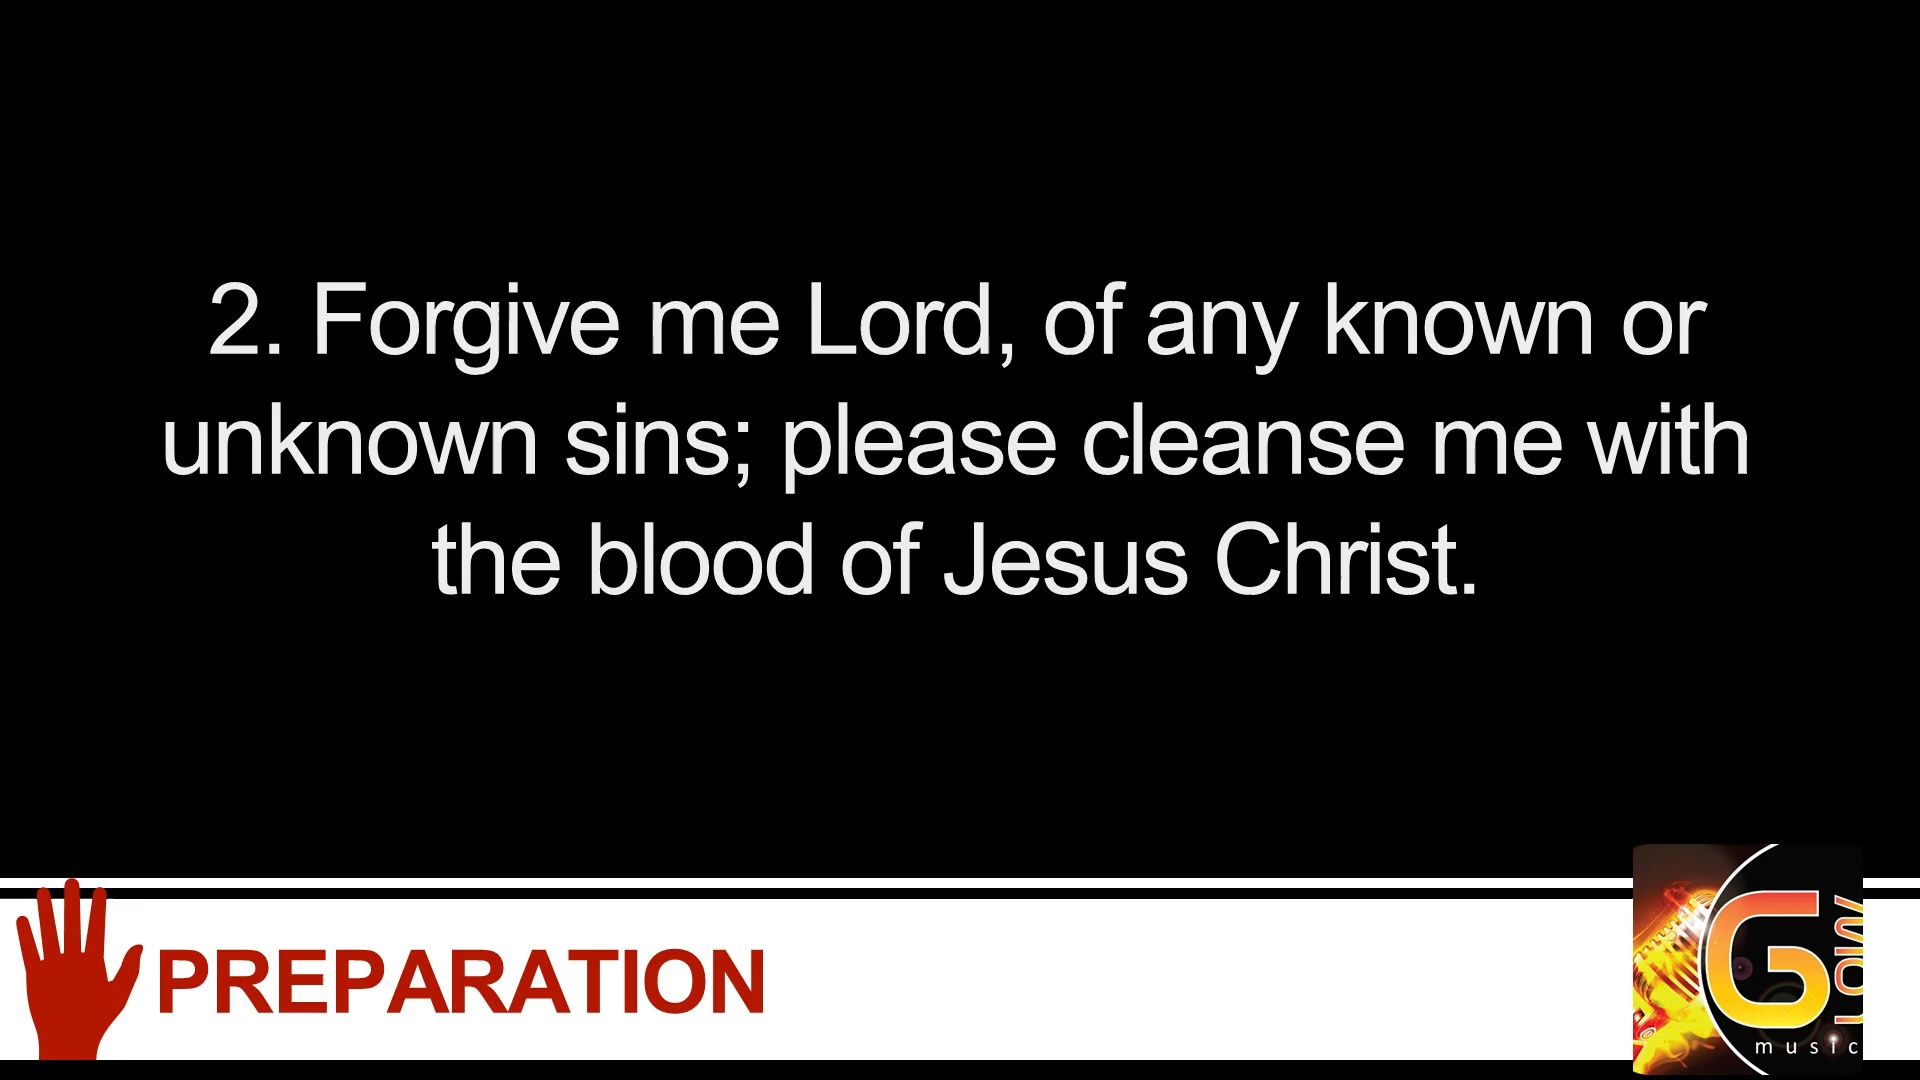 2. Forgive me Lord, of any known or
unknown sins; please cleanse me with
the blood of Jesus Christ.
PREPARATION
Glow
music